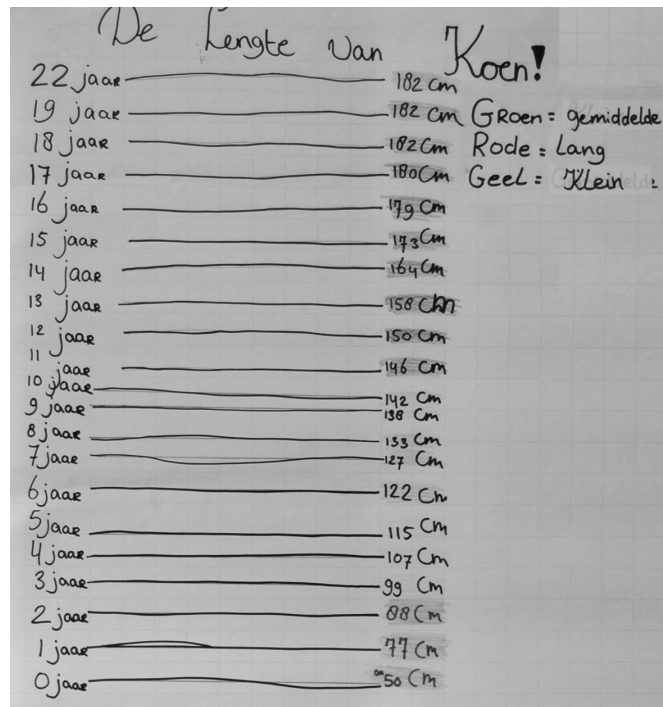 De Lengte van Koen!
22 jaar 182 cm
19 jaar 182 cm Groen = gemiddelde
18 jaar 182 cm Rode = Lang
17 jaar 180 cm Geel = Klein
16 jaar 179 cm
15 jaar 173 cm
14 jaar 164 cm
13 jaar 158 cm
12 jaar 150 cm
11 jaar 146 cm
10 jaar 142 cm
9 jaar 138 cm
8 jaar 133 cm
7 jaar 127 cm
6 jaar 122 cm
5 jaar 115 cm
4 jaar 107 cm
3 jaar 99 cm
2 jaar 88 cm
1 jaar 77 cm
0 jaar 50 cm